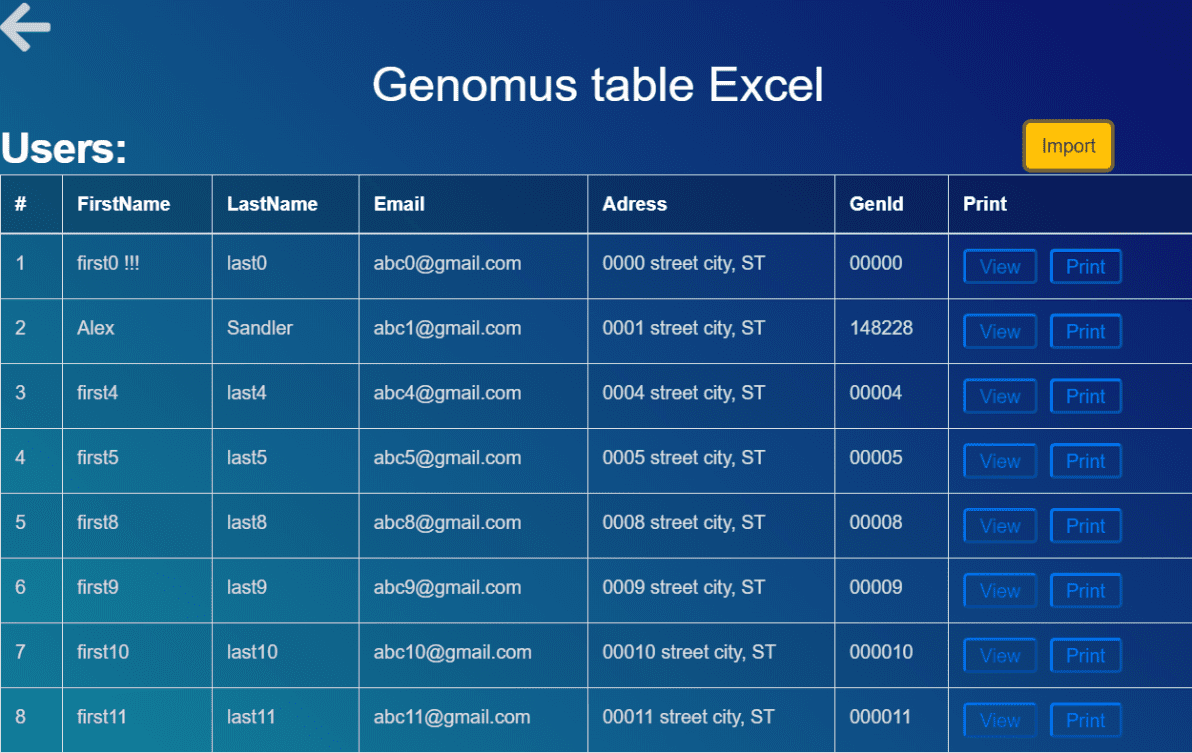 Genomus table Excel
Users:
Import
# FirstName LastName Email Adress GenId Print
1 first0 !!! last0 abc0@gmail.com 0000 street city, ST 00000 View Print
2 Alex Sandler abc1@gmail.com 0001 street city, ST 148228 View Print
3 first4 last4 abc4@gmail.com 0004 street city, ST 00004 View Print
4 first5 last5 abc5@gmail.com 0005 street city, ST 00005 View Print
5 first8 last8 abc8@gmail.com 0008 street city, ST 00008 View Print
6 first9 last9 abc9@gmail.com 0009 street city, ST 00009 View Print
7 first10 last10 abc10@gmail.com 00010 street city, ST 000010 View Print
8 first11 last11 abc11@gmail.com 00011 street city, ST 000011 View Print